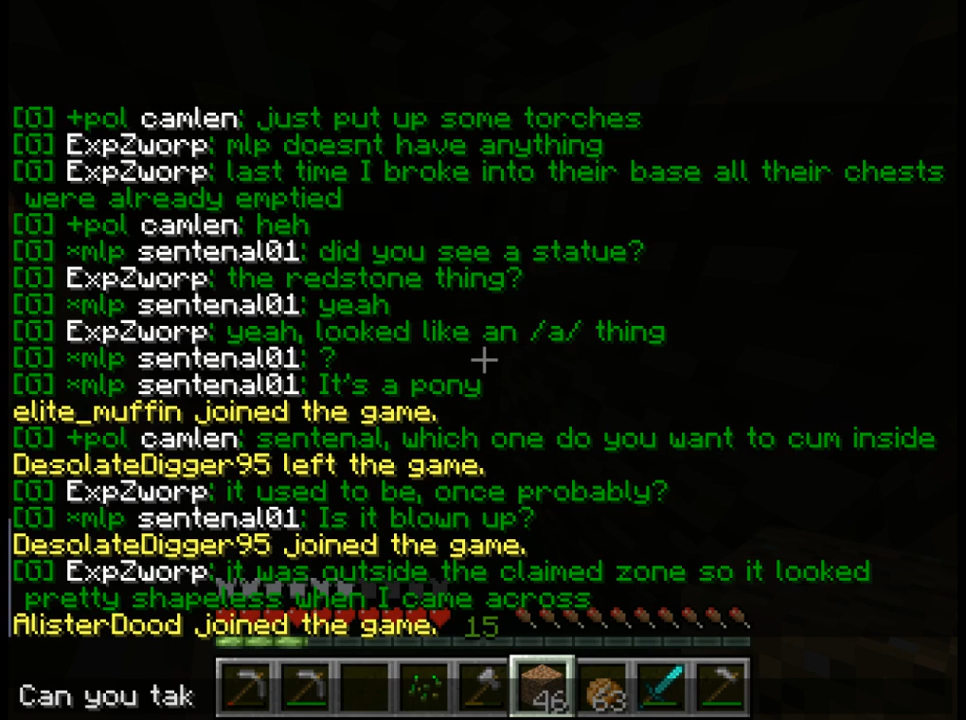 [G] +pol camlen: just put up some torches
[G] ExpZworp: mlp doesnt have anything
[G] ExpZworp: last time I broke into their base all their chests
were already emptied
[G] +pol camlen: heh
[G] ×mlp sentenal01: did you see a statue?
[G] ExpZworp: the redstone thing?
[G] ×mlp sentenal01: yeah
[G] ExpZworp: yeah, looked like an /a/ thing
[G] ×mlp sentenal01: ?
[G] ×mlp sentenal01: It's a pony
elite_muffin joined the game.
[G] +pol camlen: sentenal, which one do you want to cum inside
DesolateDigger95 left the game.
[G] ExpZworp: it used to be, once probably?
[G] ×mlp sentenal01: Is it blown up?
DesolateDigger95 joined the game.
[G] ExpZworp: it was outside the claimed zone so it looked
pretty shapeless when I came across
AlisterDood joined the game.
15
46
63
Can you tak